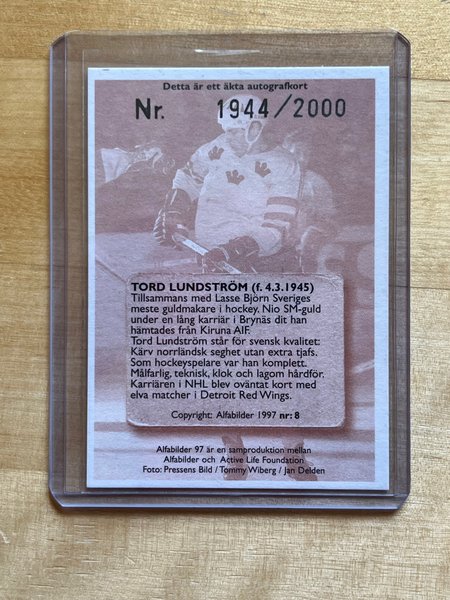 Detta är ett äkta autografkort
Nr. 1944/2000
TORD LUNDSTRÖM (f. 4.3.1945)
Tillsammans med Lasse Björn Sveriges
meste guldmakare i hockey. Nio SM-guld
under en lång karriär i Brynäs dit han
hämtades från Kiruna AIF.
Tord Lundström står för svensk kvalitet:
Kärv norrländsk seghet utan extra tjafs.
Som hockeyspelare var han komplett.
Målfarlig, teknisk, klok och lagom hårdför.
Karriären i NHL blev oväntat kort med
elva matcher i Detroit Red Wings.
Copyright: Alfabilder 1997 nr: 8
Alfabilder 97 är en samproduktion mellan
Alfabilder och Active Life Foundation
Foto: Pressens Bild / Tommy Wiberg / Jan Delden